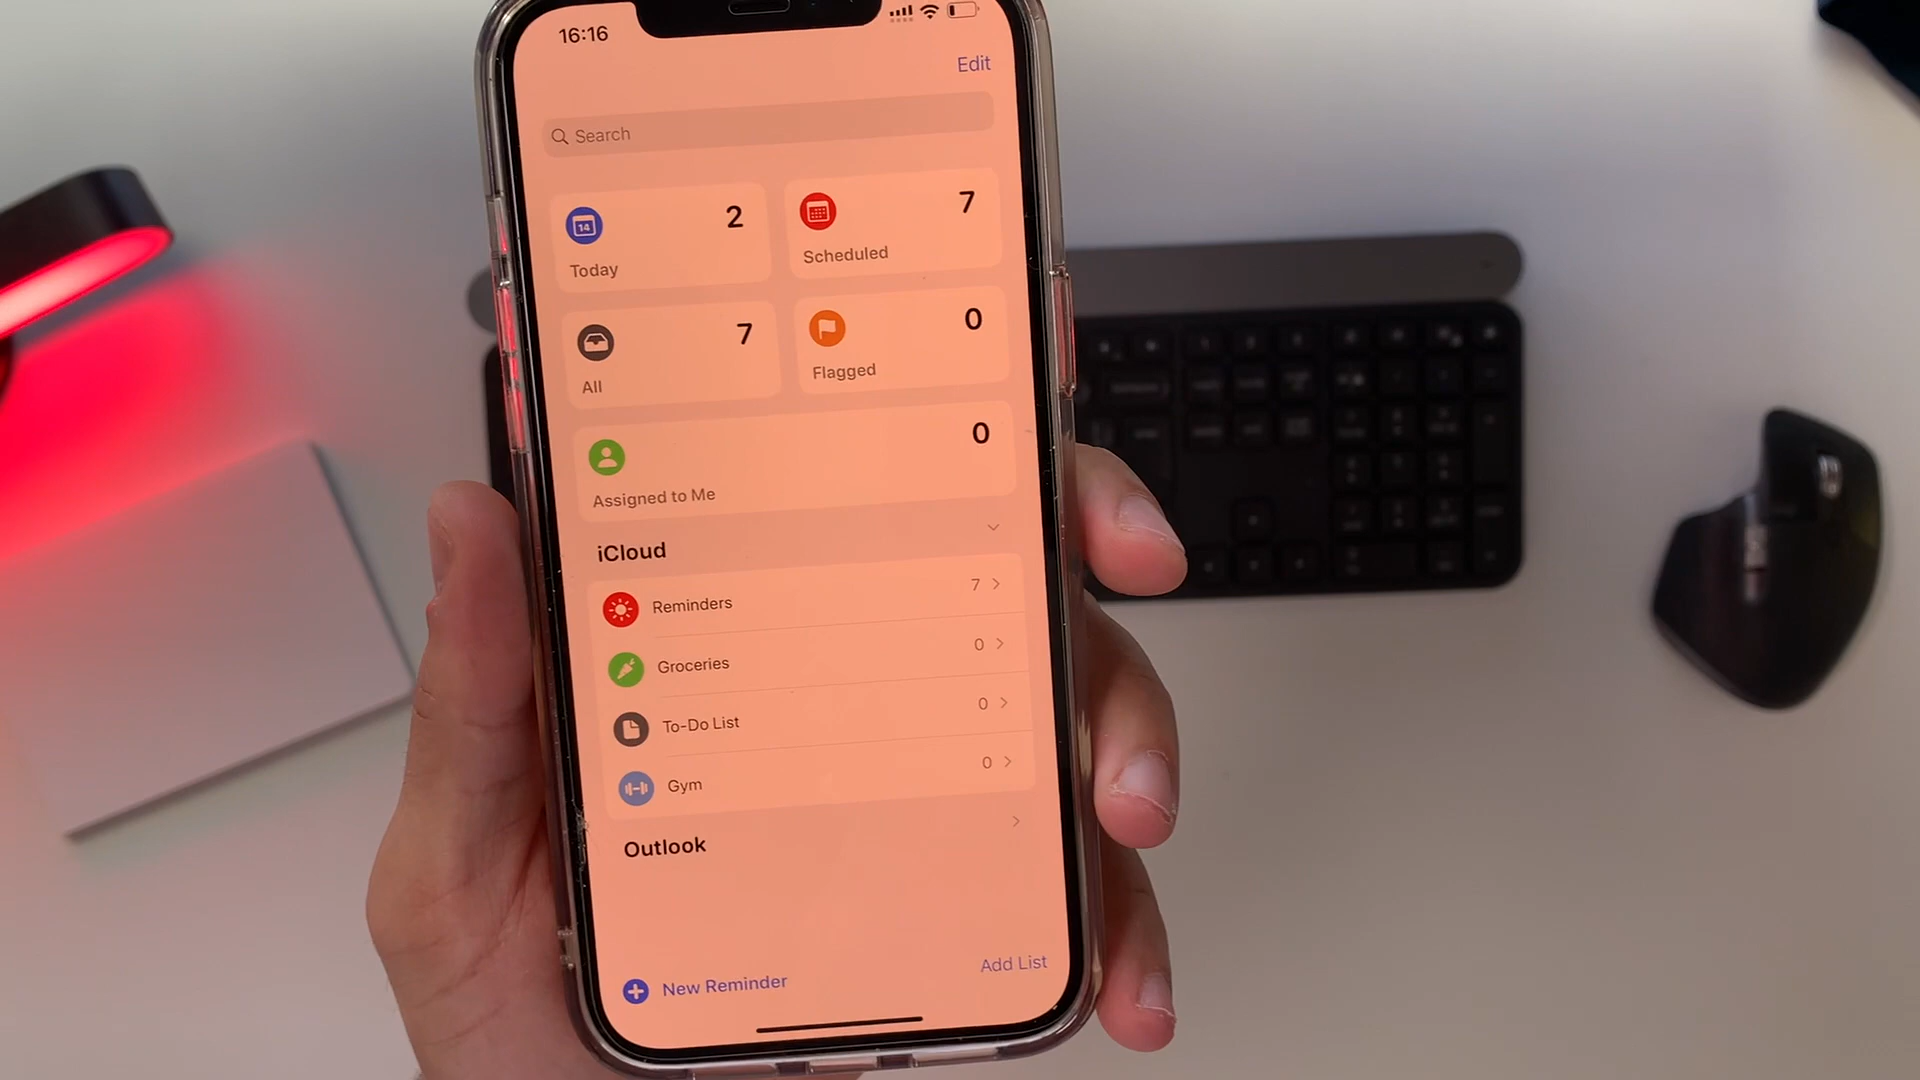 16:16
Edit
Search
14
2
Today
7
Scheduled
7
All
0
Flagged
0
Assigned to Me
iCloud
Reminders 7
Groceries 0
To-Do List 0
Gym 0
Outlook
New Reminder
Add List